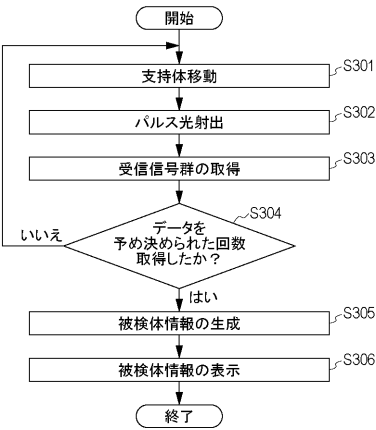 開始
支持体移動
S301
パルス光射出
S302
受信信号群の取得
S303
データを
予め決められた回数
取得したか？
S304
いいえ
はい
被検体情報の生成
S305
被検体情報の表示
S306
終了